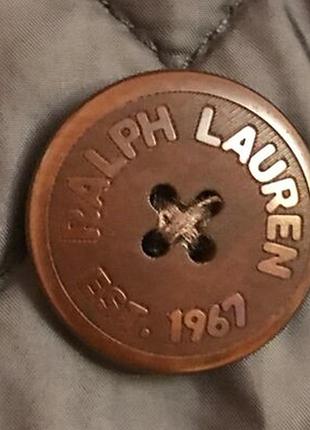 RALPH LAUREN
EST. 1967